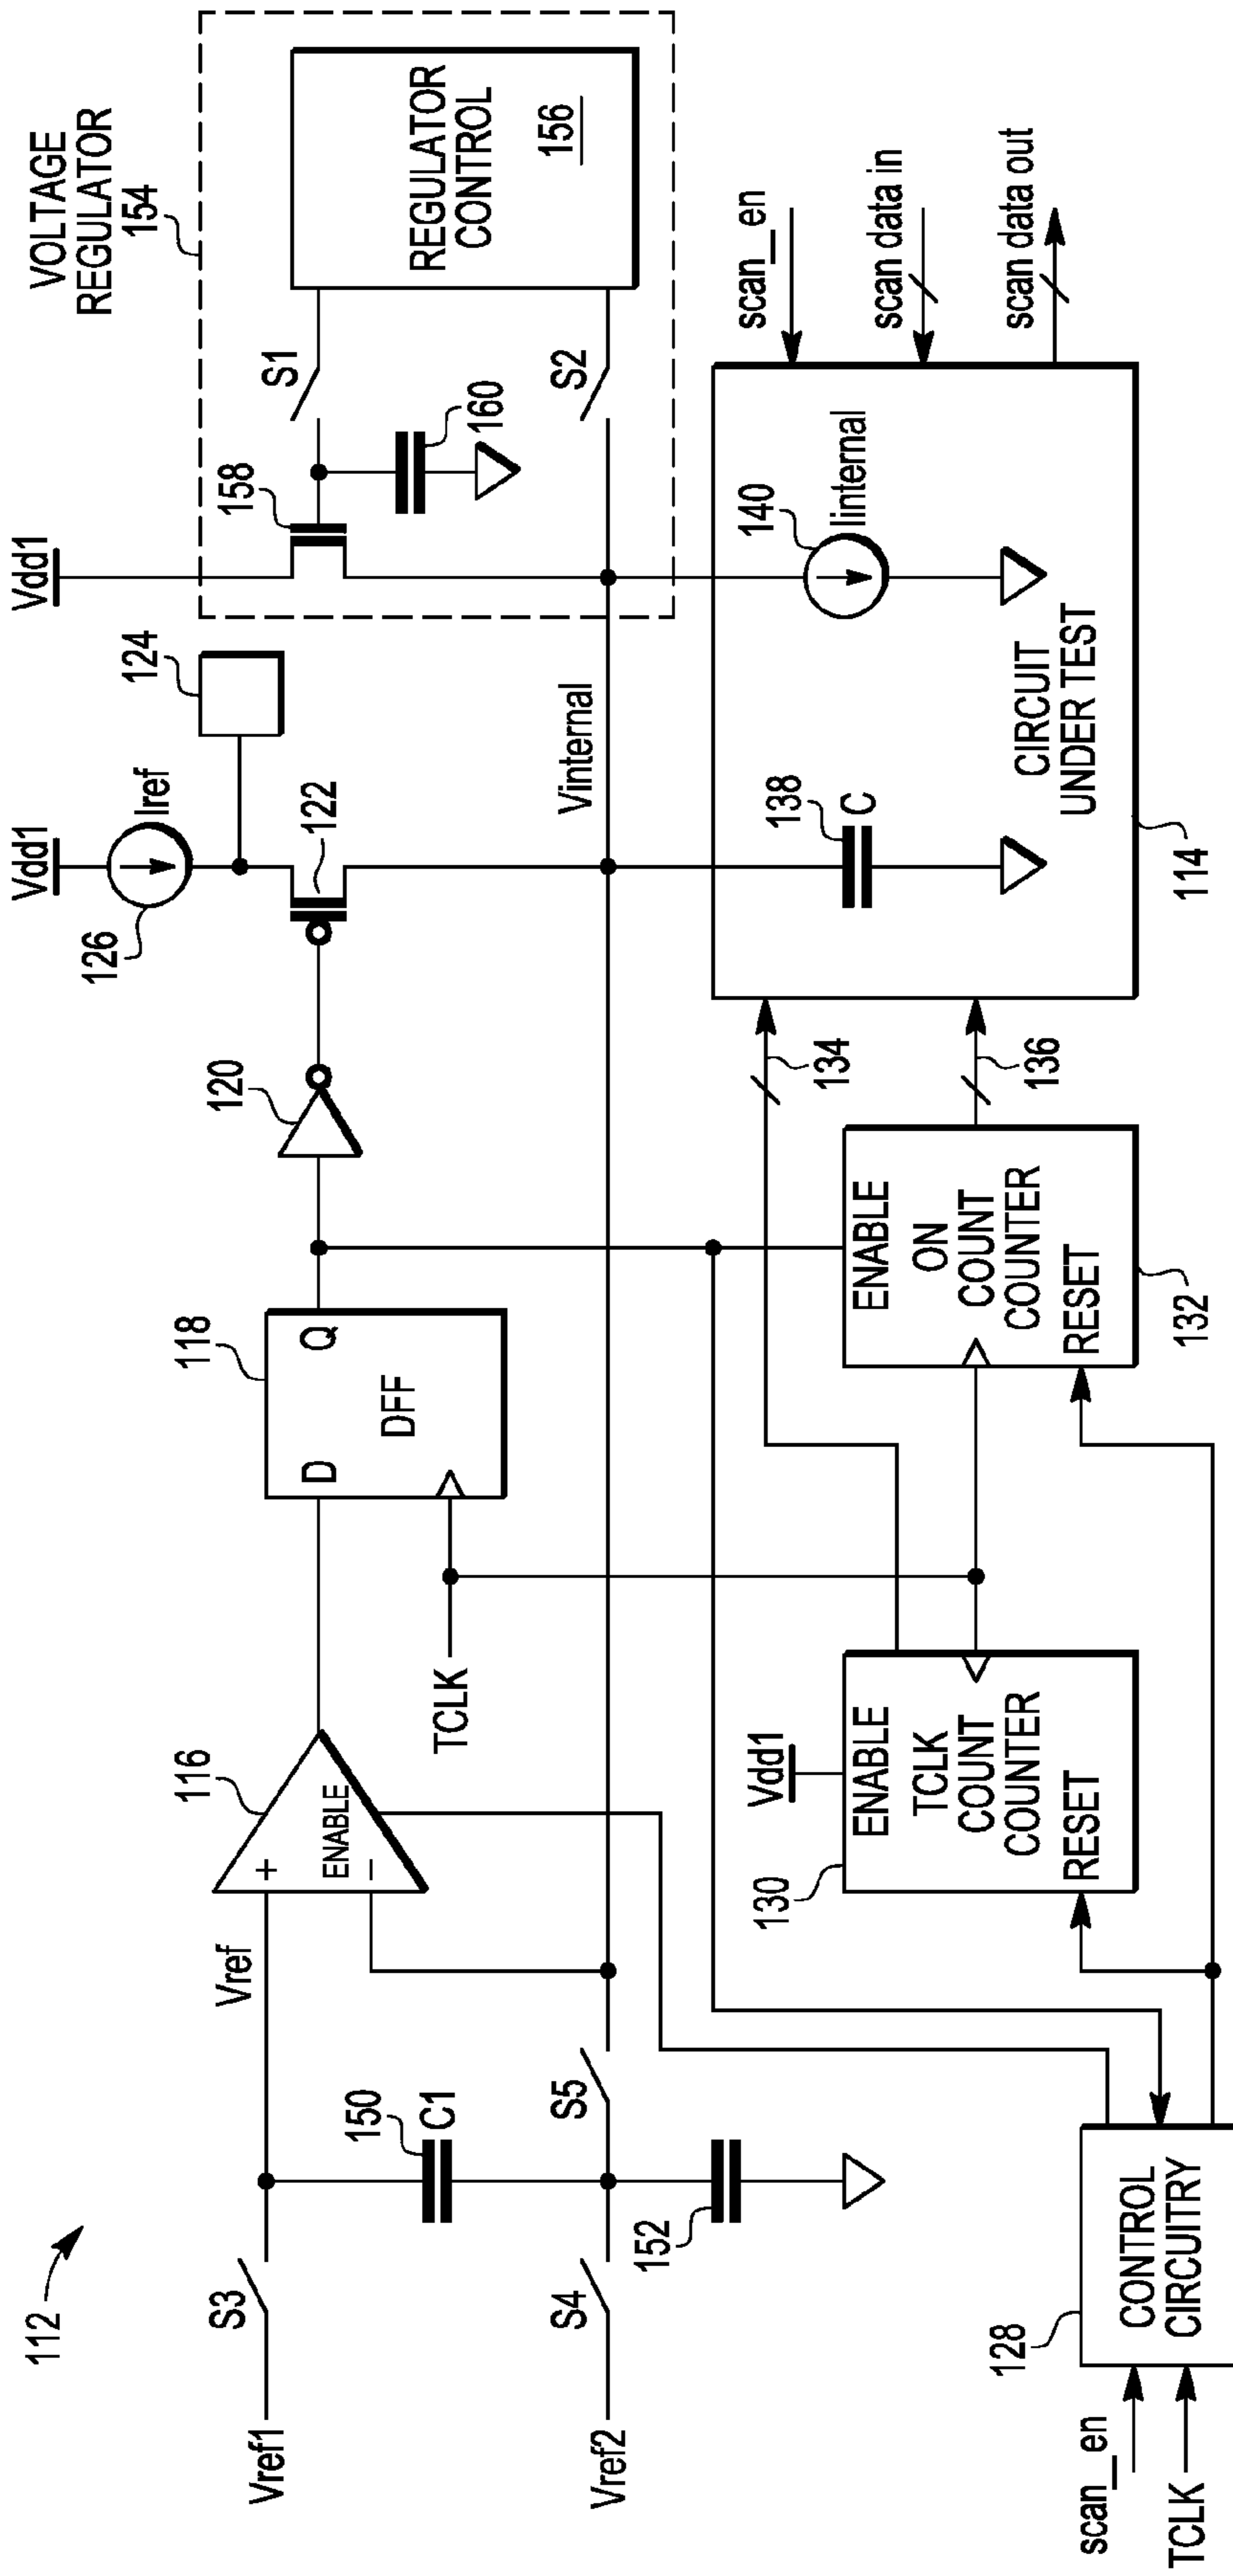 112
Vref1
S3
Vref
150
C1
Vref2
S4
S5
152
116
+
ENABLE
−
TCLK
118
D
Q
DFF
120
Vdd1
126
Iref
124
122
Vinternal
Vdd1
VOLTAGE
REGULATOR
154
158
S1
160
S2
REGULATOR
CONTROL
156
scan_en
TCLK
128
CONTROL
CIRCUITRY
130
Vdd1
ENABLE
TCLK
COUNT
COUNTER
RESET
ENABLE
ON
COUNT
COUNTER
RESET
132
134
136
138
C
140
Iinternal
CIRCUIT
UNDER TEST
114
scan_en
scan data in
scan data out